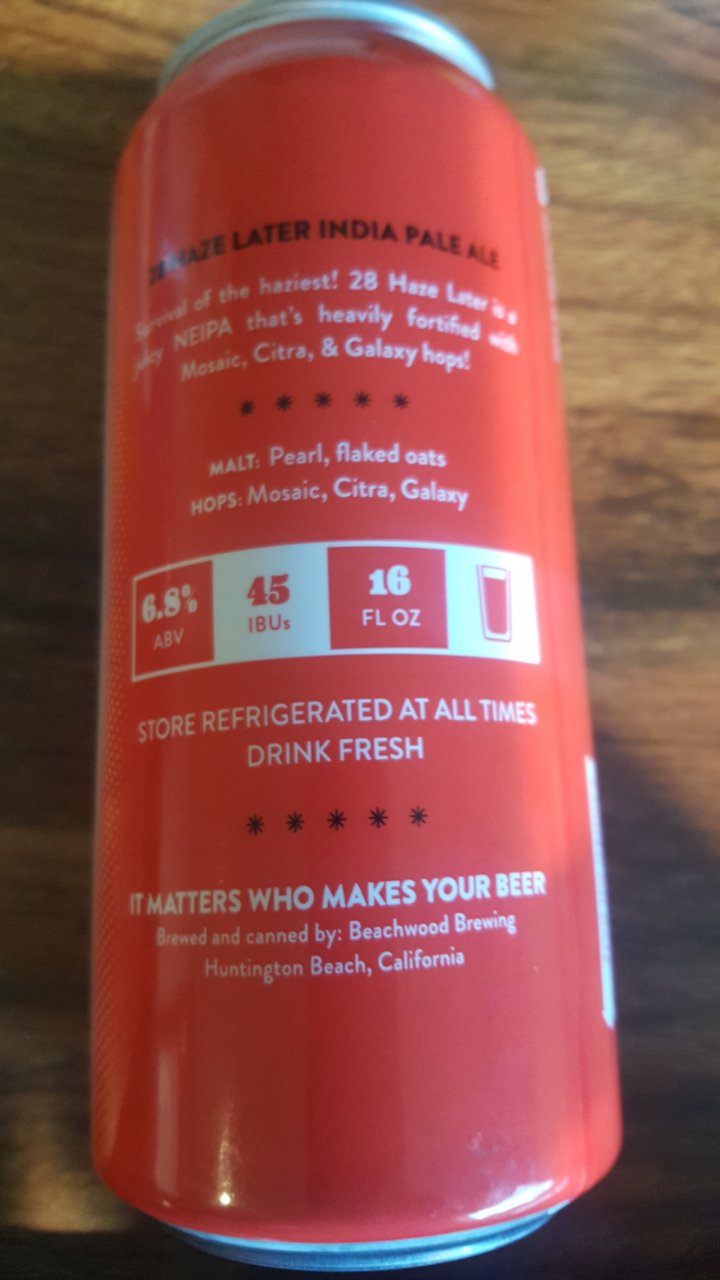 28 HAZE LATER INDIA PALE ALE
Survival of the haziest! 28 Haze Later is a
juicy NEIPA that's heavily fortified with
Mosaic, Citra, & Galaxy hops!
MALT: Pearl, flaked oats
HOPS: Mosaic, Citra, Galaxy
6.8% 45 16
ABV IBUs FL OZ
STORE REFRIGERATED AT ALL TIMES
DRINK FRESH
IT MATTERS WHO MAKES YOUR BEER
Brewed and canned by: Beachwood Brewing
Huntington Beach, California